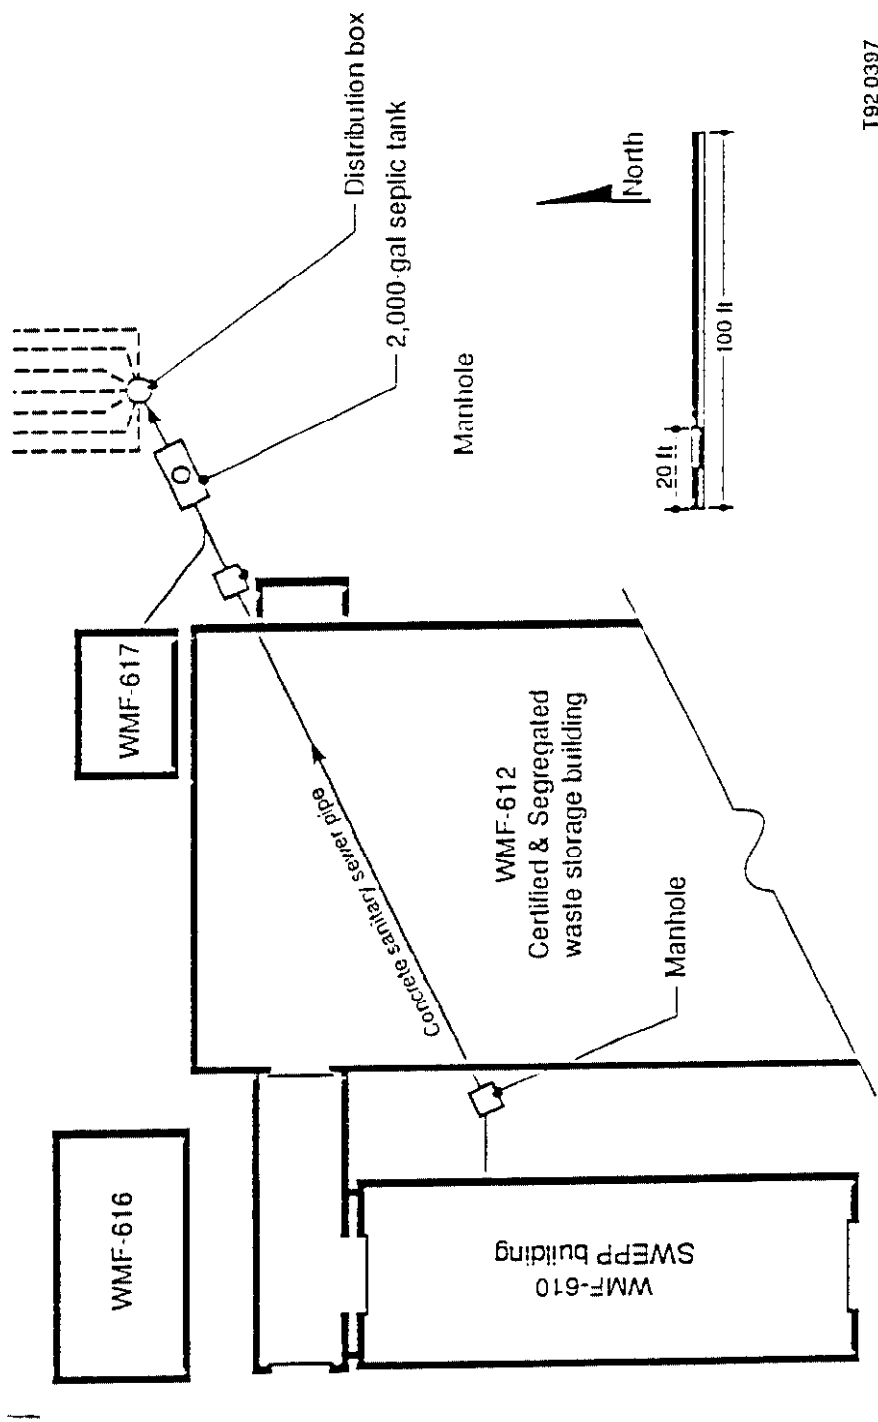 WMF-616
WMF-617
Distribution box
2,000-gal septic tank
Manhole
Concrete sanitary sewer pipe
WMF-612
Certified & Segregated
waste storage building
Manhole
WMF-610
SWEPP building
North
20 ft
100 ft
T92 0397